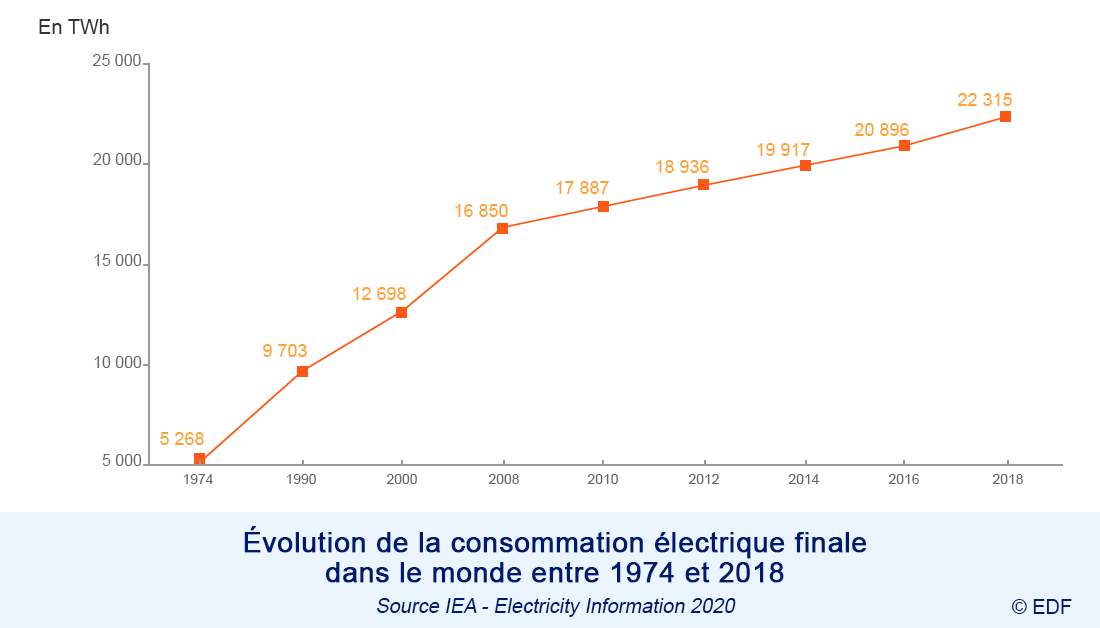 En TWh
25 000
20 000
15 000
10 000
5 000
5 268
9 703
12 698
16 850
17 887
18 936
19 917
20 896
22 315
1974 1990 2000 2008 2010 2012 2014 2016 2018
Évolution de la consommation électrique finale
dans le monde entre 1974 et 2018
Source IEA - Electricity Information 2020
© EDF